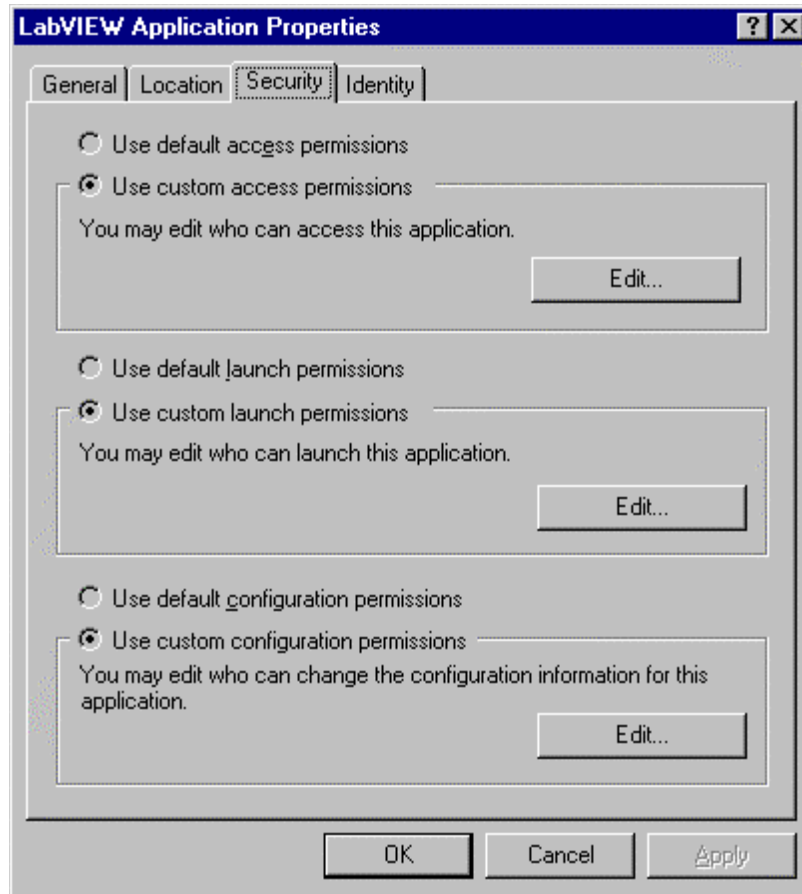 LabVIEW Application Properties
General Location Security Identity
Use default access permissions
Use custom access permissions
You may edit who can access this application.
Edit...
Use default launch permissions
Use custom launch permissions
You may edit who can launch this application.
Edit...
Use default configuration permissions
Use custom configuration permissions
You may edit who can change the configuration information for this
application.
Edit...
OK Cancel Apply